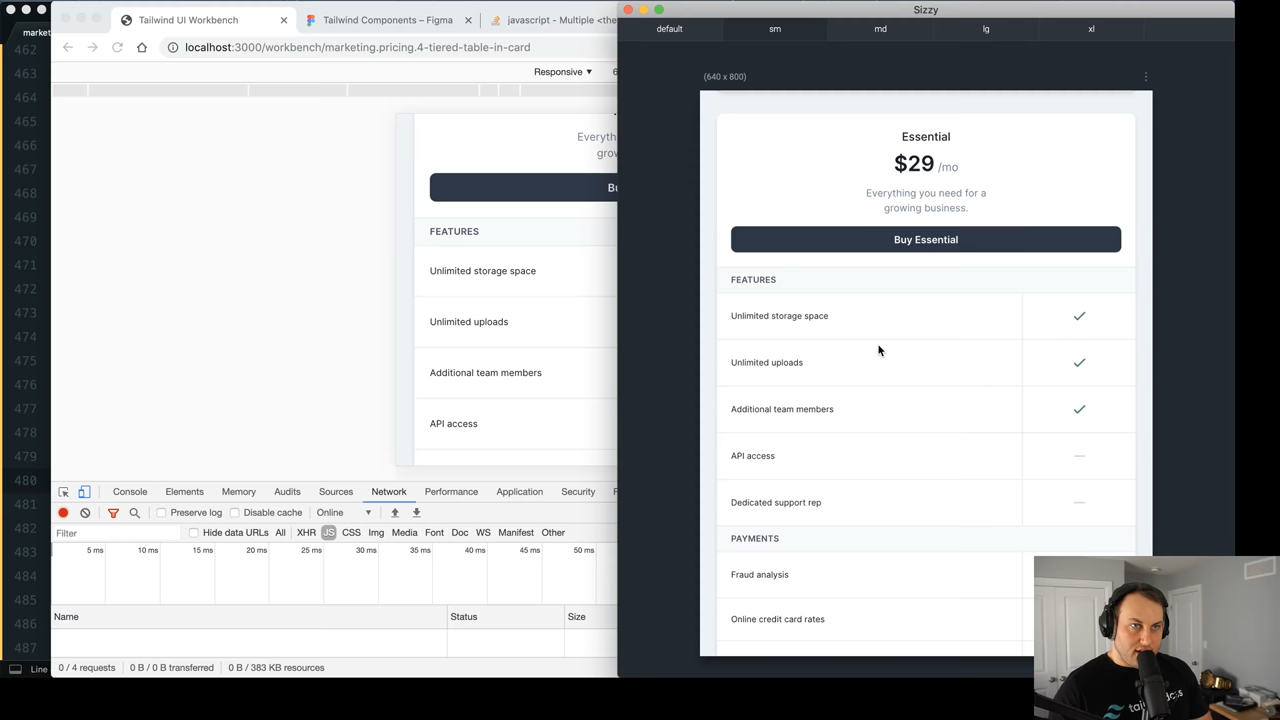 market
462
463
464
465
466
467
468
469
470
471
472
473
474
475
476
477
478
479
480
481
482
483
484
485
486
487
Line
Tailwind UI Workbench
Tailwind Components – Figma
javascript - Multiple <the
localhost:3000/workbench/marketing.pricing.4-tiered-table-in-card
Responsive ▼
6
Everyth
grov
Bu
FEATURES
Unlimited storage space
Unlimited uploads
Additional team members
API access
Console Elements Memory Audits Sources Network Performance Application Security
Preserve log Disable cache Online ▼
Filter Hide data URLs All XHR JS CSS Img Media Font Doc WS Manifest Other
5 ms 10 ms 15 ms 20 ms 25 ms 30 ms 35 ms 40 ms 45 ms 50 ms
Name Status Size
0 / 4 requests 0 B / 0 B transferred 0 B / 383 KB resources
Sizzy
default sm md lg xl
(640 x 800)
Essential
$29 /mo
Everything you need for a
growing business.
Buy Essential
FEATURES
Unlimited storage space
Unlimited uploads
Additional team members
API access
Dedicated support rep
PAYMENTS
Fraud analysis
Online credit card rates